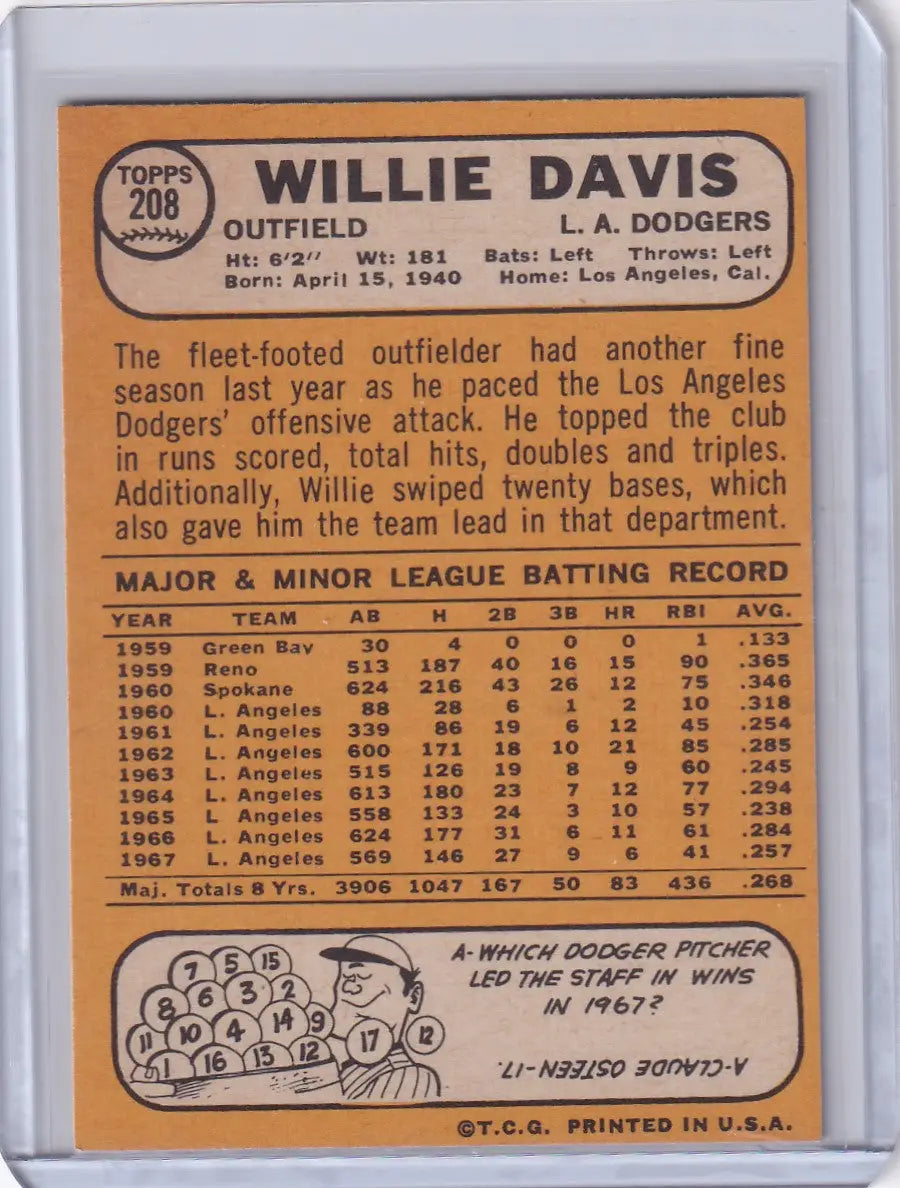 TOPPS
208
WILLIE DAVIS
OUTFIELD L. A. DODGERS
Ht: 6'2" Wt: 181 Bats: Left Throws: Left
Born: April 15, 1940 Home: Los Angeles, Cal.
The fleet-footed outfielder had another fine
season last year as he paced the Los Angeles
Dodgers' offensive attack. He topped the club
in runs scored, total hits, doubles and triples.
Additionally, Willie swiped twenty bases, which
also gave him the team lead in that department.
MAJOR & MINOR LEAGUE BATTING RECORD
YEAR TEAM AB H 2B 3B HR RBI AVG.
1959 Green Bay 30 4 0 0 0 1 .133
1959 Reno 513 187 40 16 15 90 .365
1960 Spokane 624 216 43 26 12 75 .346
1960 L. Angeles 88 28 6 1 2 10 .318
1961 L. Angeles 339 86 19 6 12 45 .254
1962 L. Angeles 600 171 18 10 21 85 .285
1963 L. Angeles 515 126 19 8 9 60 .245
1964 L. Angeles 613 180 23 7 12 77 .294
1965 L Angeles 558 133 24 3 10 57 .238
1966 L. Angeles 624 177 31 6 11 61 .284
1967 L. Angeles 569 146 27 9 6 41 .257
Maj. Totals 8 Yrs. 3906 1047 167 50 83 436 .268
7 5 15
8 6 3 2
11 10 4 14 9 17 12
1 16 13 12
A-WHICH DODGER PITCHER
LED THE STAFF IN WINS
IN 1967?
A-CLAUDE OSTEEN-17.
©T.C.G. PRINTED IN U.S.A.